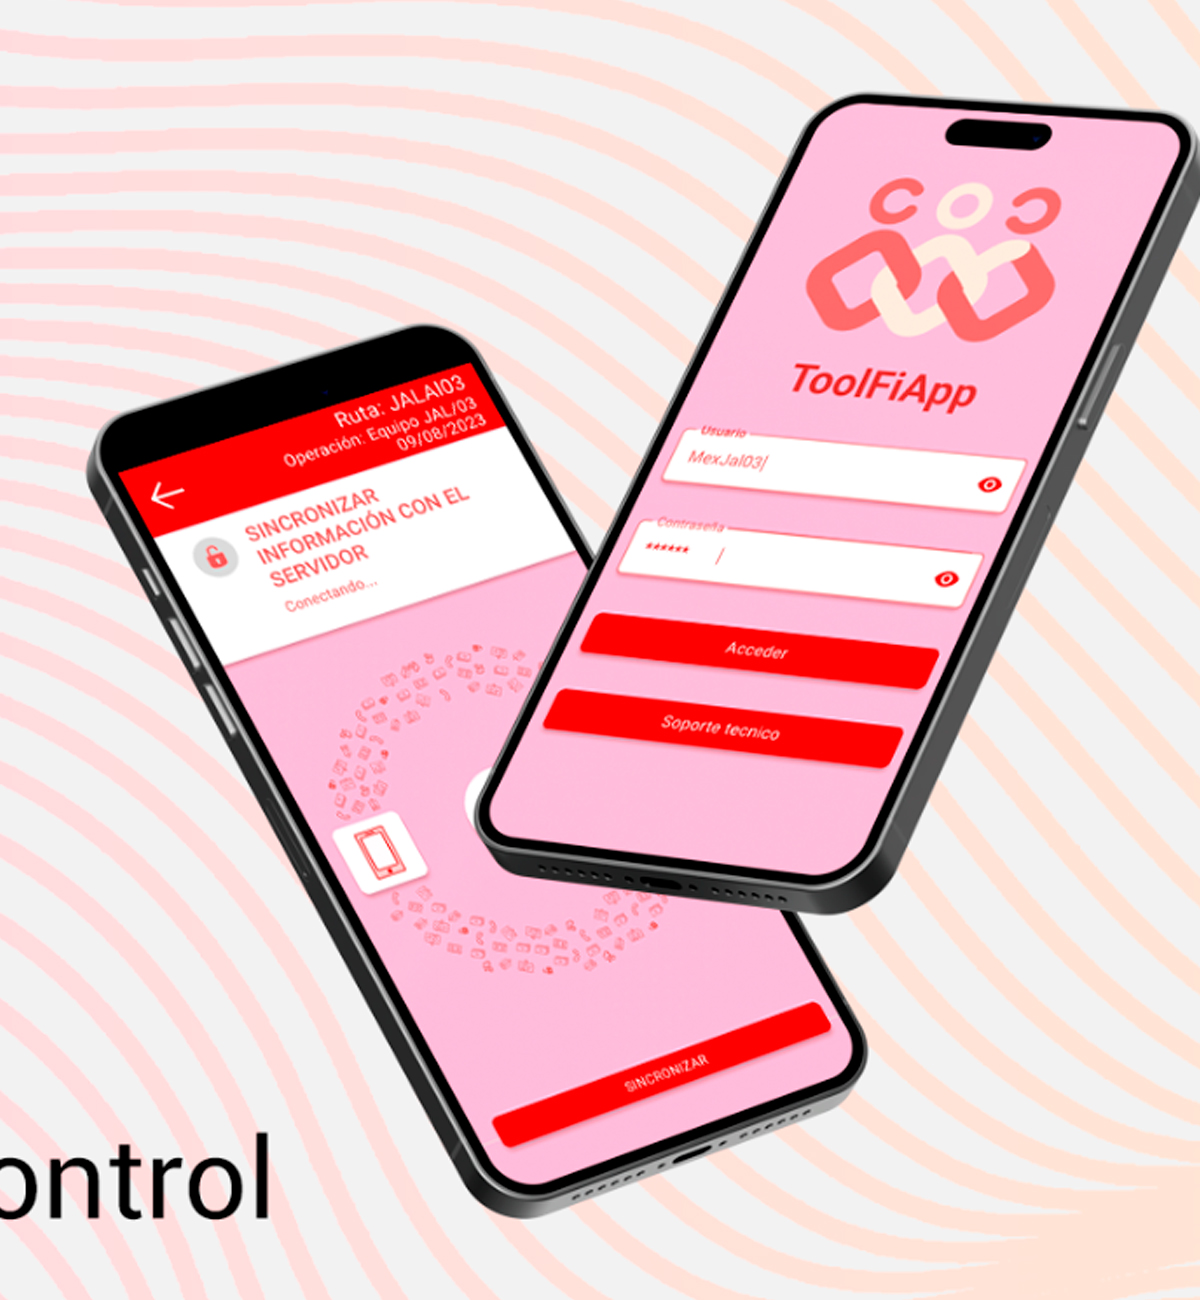 Ruta: JALAI03
Operación: Equipo JAL/03
09/08/2023
SINCRONIZAR
INFORMACIÓN CON EL
SERVIDOR
Conectando...
SINCRONIZAR
ToolFiApp
Usuario
MexJal03|
Contraseña
******
|
Acceder
Soporte tecnico
ontrol